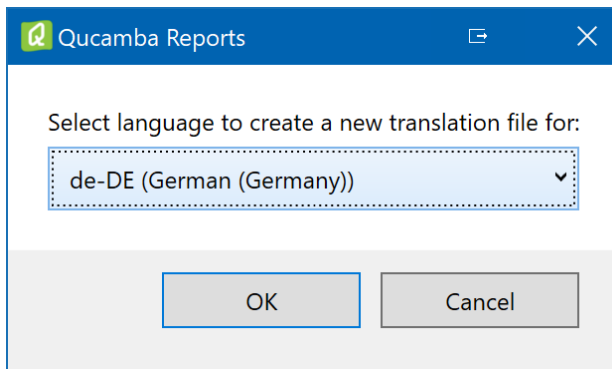 Qucamba Reports
Select language to create a new translation file for:
de-DE (German (Germany))
OK
Cancel